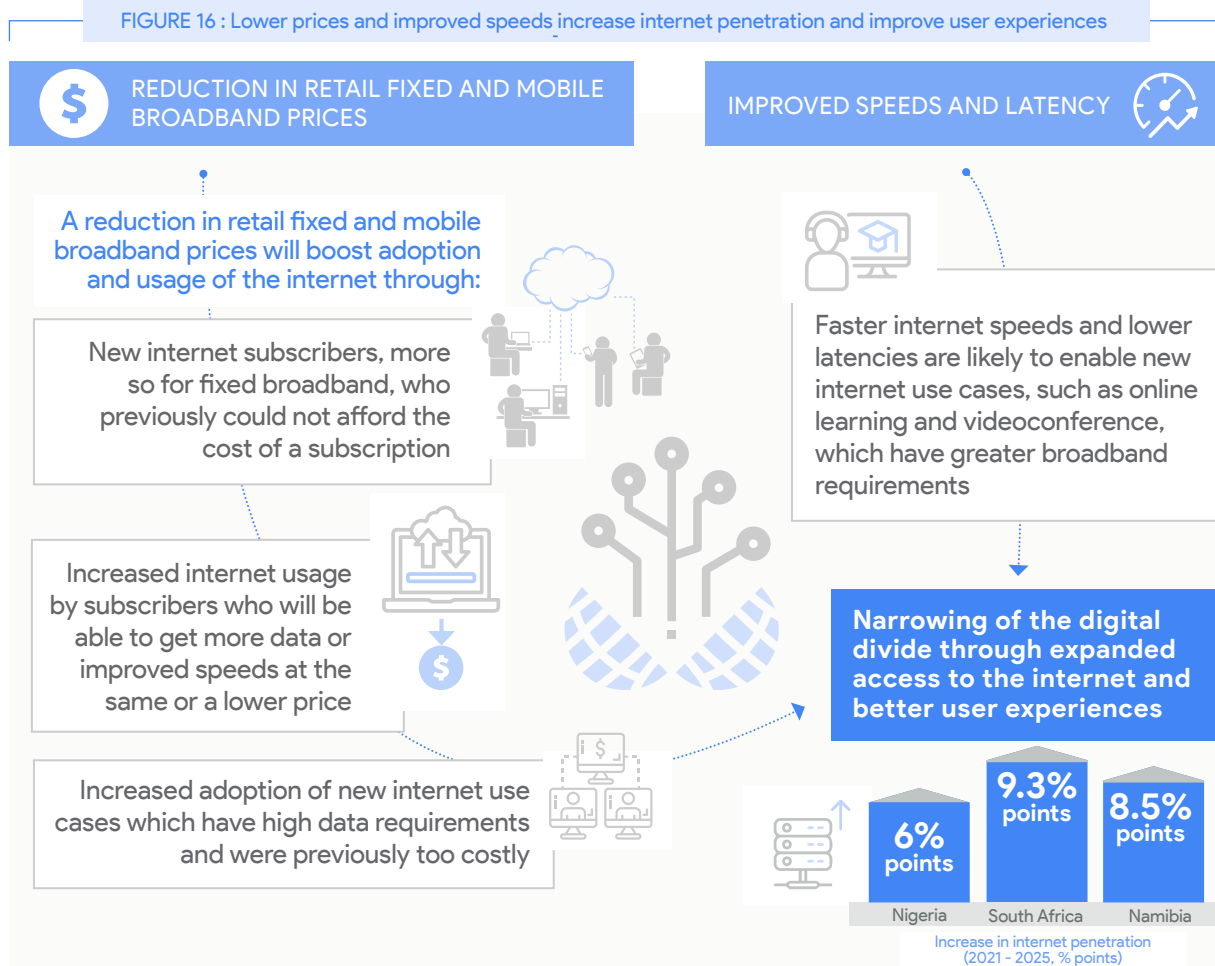 FIGURE 16 : Lower prices and improved speeds increase internet penetration and improve user experiences
$
REDUCTION IN RETAIL FIXED AND MOBILE
BROADBAND PRICES
A reduction in retail fixed and mobile
broadband prices will boost adoption
and usage of the internet through:
New internet subscribers, more
so for fixed broadband, who
previously could not afford the
cost of a subscription
Increased internet usage
by subscribers who will be
able to get more data or
improved speeds at the
same or a lower price
$
Increased adoption of new internet use
cases which have high data requirements
and were previously too costly
$
IMPROVED SPEEDS AND LATENCY
Faster internet speeds and lower
latencies are likely to enable new
internet use cases, such as online
learning and videoconference,
which have greater broadband
requirements
Narrowing of the digital
divide through expanded
access to the internet and
better user experiences
6%
points
9.3%
points
8.5%
points
Nigeria
South Africa
Namibia
Increase in internet penetration
(2021 - 2025, % points)